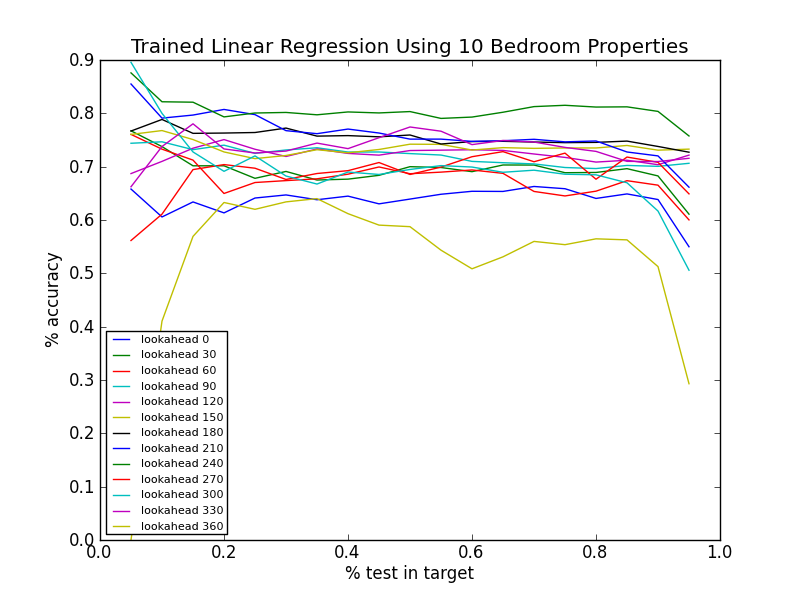 Trained Linear Regression Using 10 Bedroom Properties
0.9
0.8
0.7
0.6
0.5
0.4
0.3
0.2
0.1
0.0
% accuracy
lookahead 0
lookahead 30
lookahead 60
lookahead 90
lookahead 120
lookahead 150
lookahead 180
lookahead 210
lookahead 240
lookahead 270
lookahead 300
lookahead 330
lookahead 360
0.0 0.2 0.4 0.6 0.8 1.0
% test in target